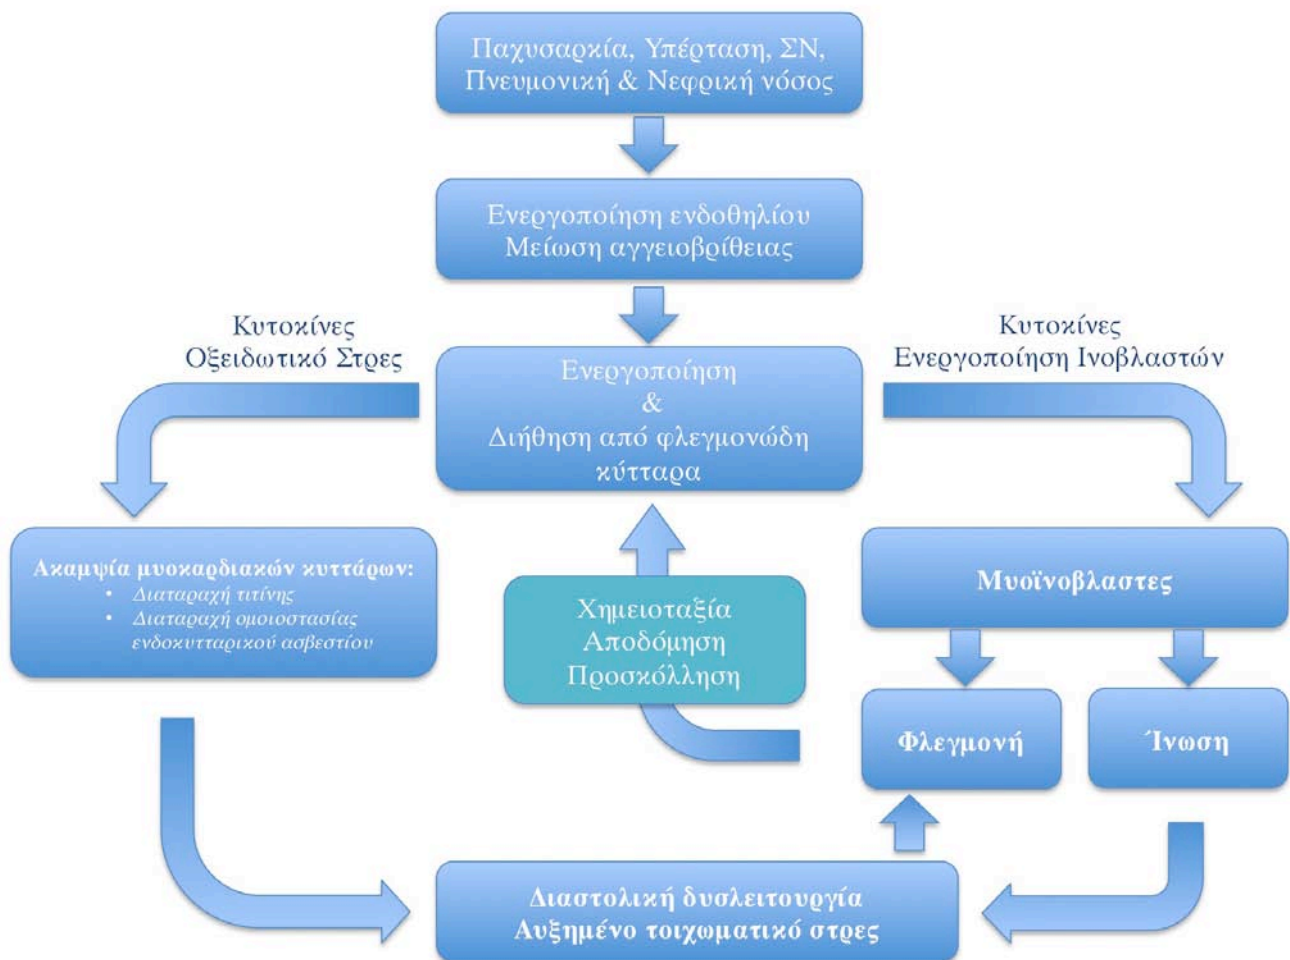 Παχυσαρκία, Υπέρταση, ΣΝ,
Πνευμονική & Νεφρική νόσος
Ενεργοποίηση ενδοθηλίου
Μείωση αγγειοβρίθειας
Κυτοκίνες
Οξειδωτικό Στρες
Κυτοκίνες
Ενεργοποίηση Ινοβλαστών
Ενεργοποίηση
&
Διήθηση από φλεγμονώδη
κύτταρα
Ακαμψία μυοκαρδιακών κυττάρων:
• Διαταραχή τιτίνης
• Διαταραχή ομοιοστασίας
ενδοκυτταρικού ασβεστίου
Χημειοταξία
Αποδόμηση
Προσκόλληση
Μυοϊνοβλαστες
Φλεγμονή
Ίνωση
Διαστολική δυσλειτουργία
Αυξημένο τοιχωματικό στρες